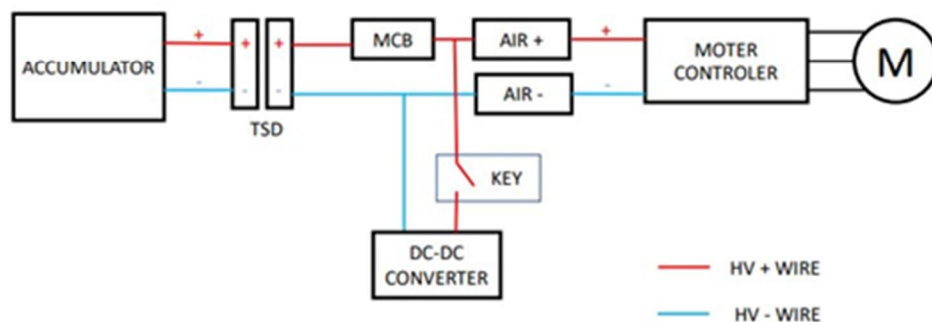 ACCUMULATOR
+
-
+
-
+
-
TSD
MCB
AIR +
AIR -
+
-
MOTER
CONTROLER
M
KEY
DC-DC
CONVERTER
HV + WIRE
HV - WIRE